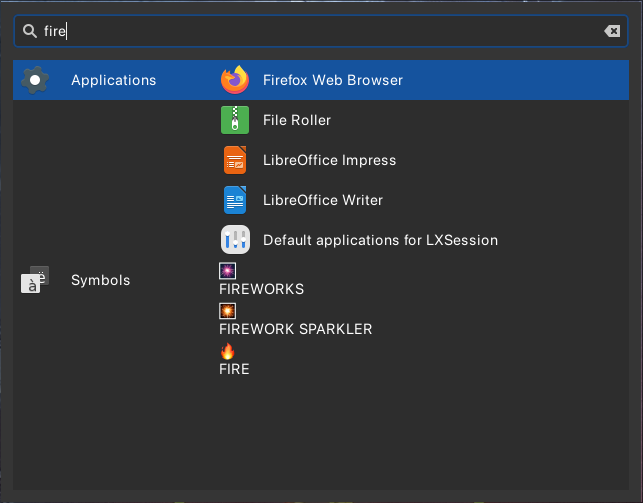 fire
Applications
Firefox Web Browser
File Roller
LibreOffice Impress
LibreOffice Writer
Default applications for LXSession
Symbols
FIREWORKS
FIREWORK SPARKLER
FIRE